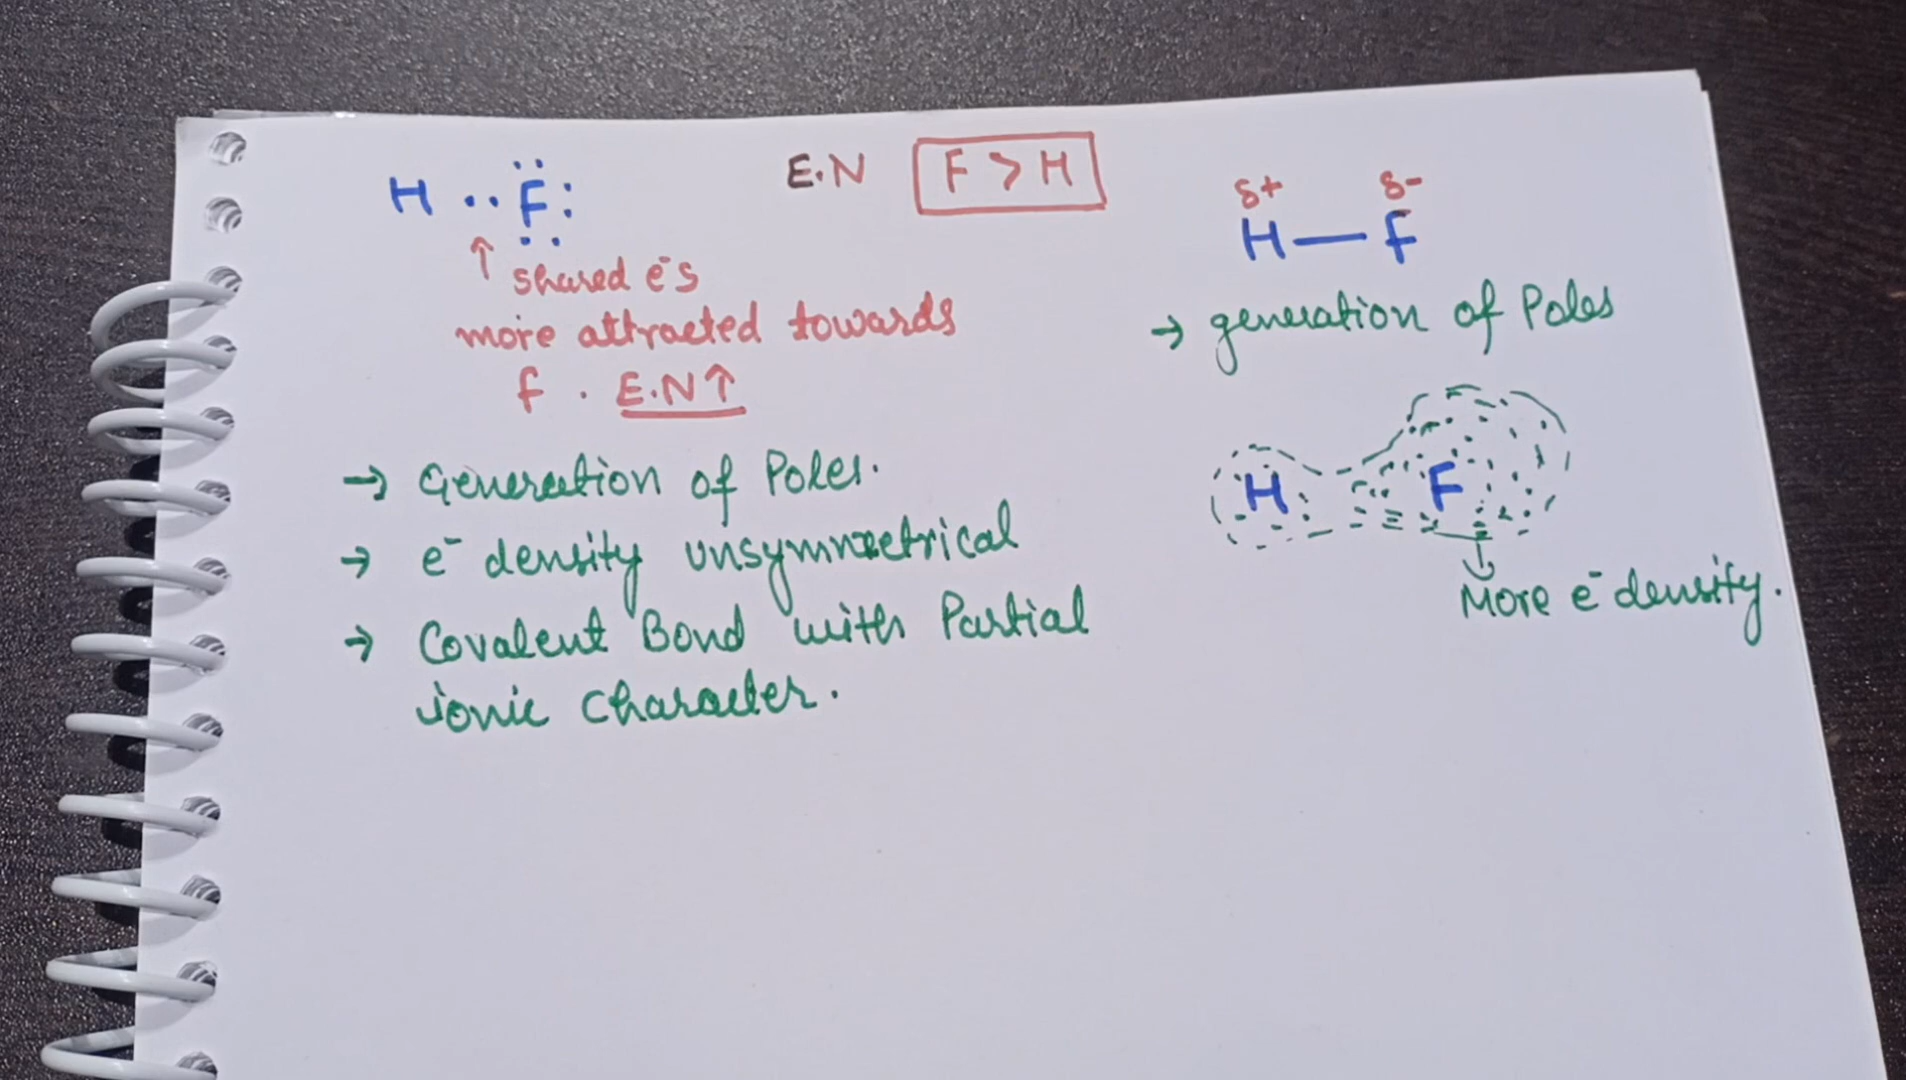 H ·· F:
↑ shared e⁻s
more attracted towards
F . E.N↑
→ Generation of Poles.
→ e⁻ density unsymmetrical
→ Covalent Bond with Partial
ionic character.
E.N F > H
δ+ δ-
H — F
→ generation of Poles
H F
More e⁻ density.